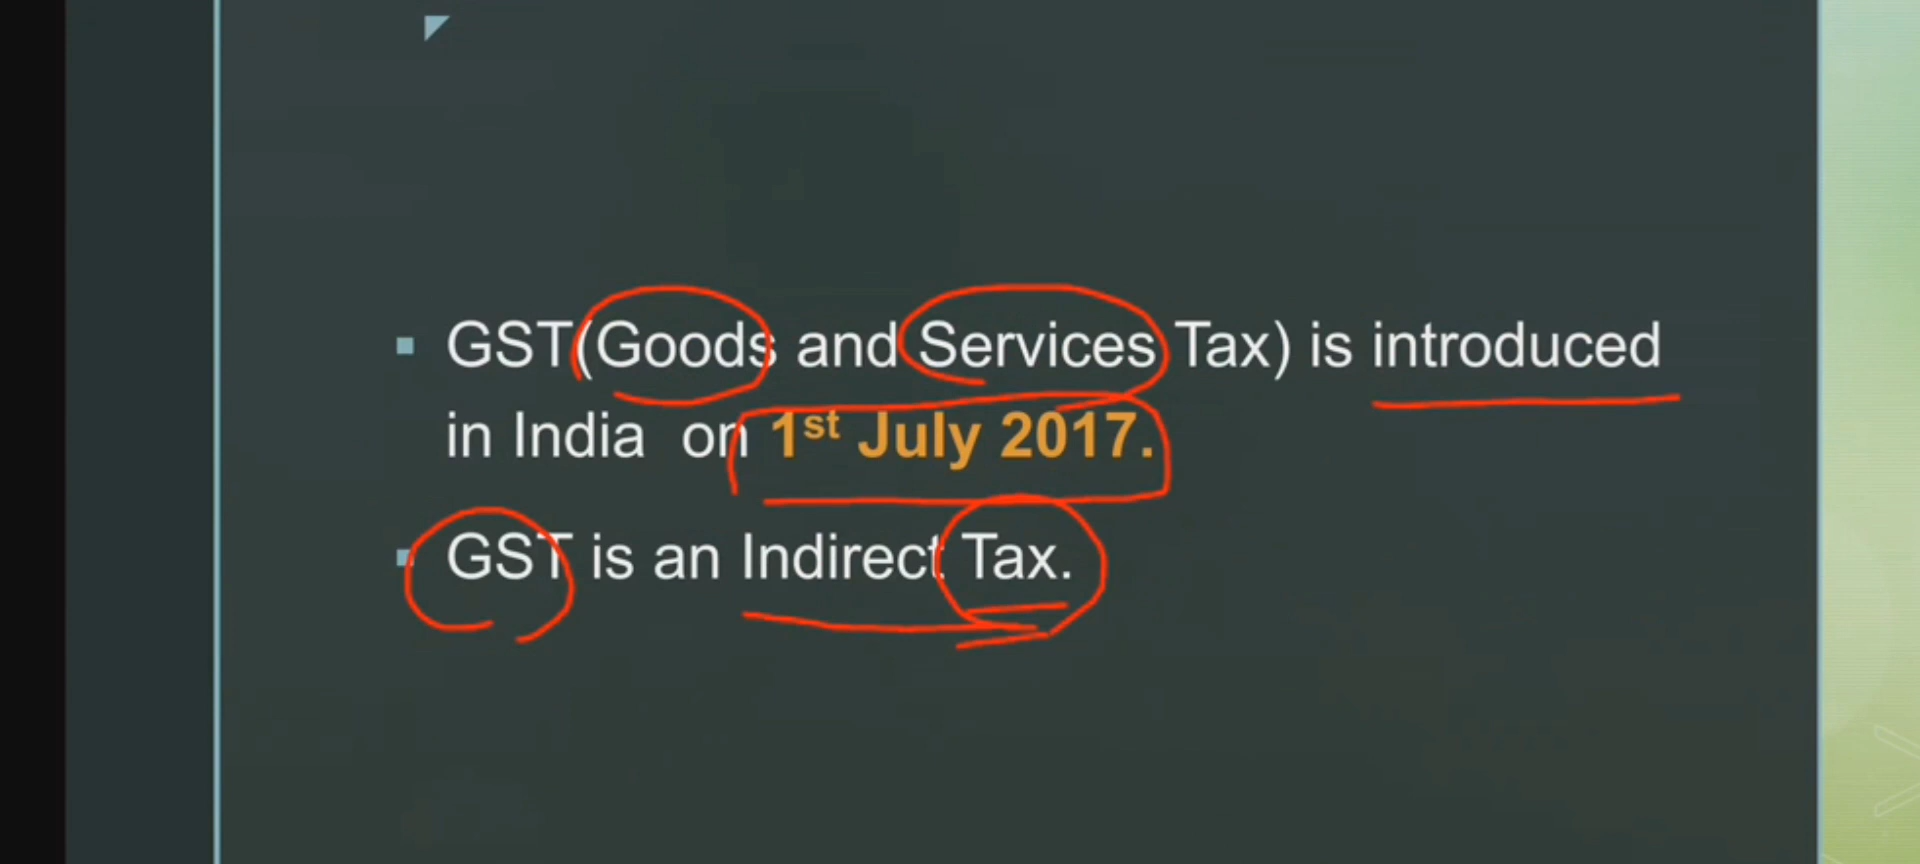 GST(Goods and Services Tax) is introduced
in India on 1st July 2017.
GST is an Indirect Tax.